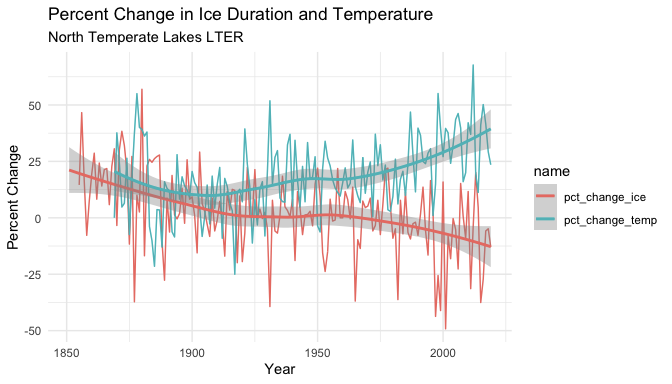 Percent Change in Ice Duration and Temperature
North Temperate Lakes LTER
Percent Change
50
25
0
-25
-50
1850
1900
1950
2000
Year
name
pct_change_ice
pct_change_temp